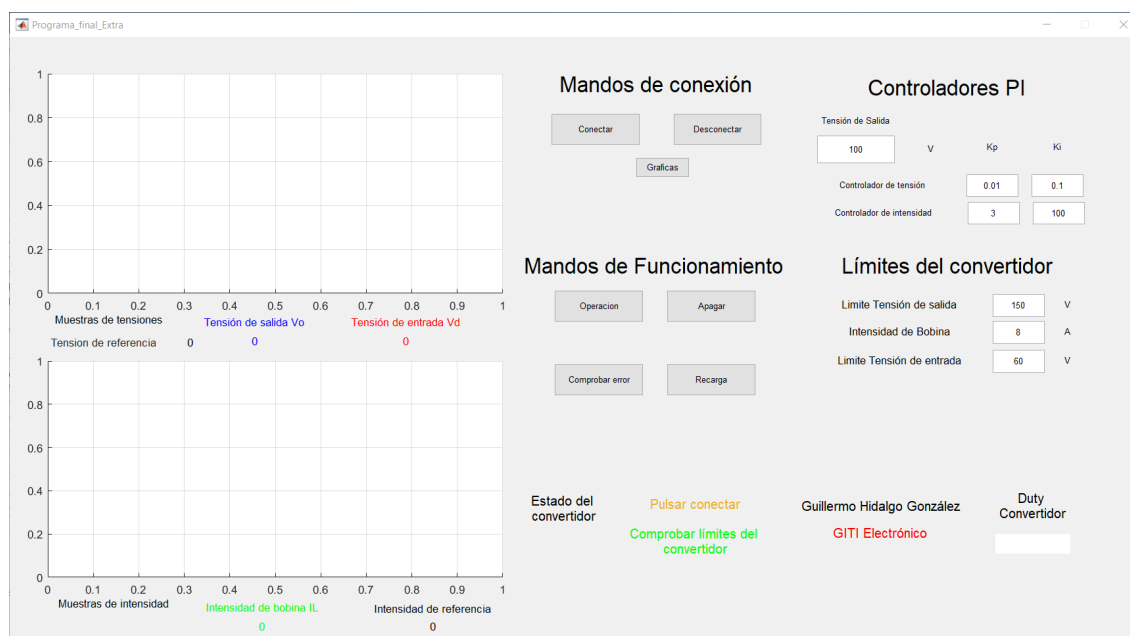 Programa_final_Extra
1
0.8
0.6
0.4
0.2
0
0 0.1 0.2 0.3 0.4 0.5 0.6 0.7 0.8 0.9 1
Muestras de tensiones Tensión de salida Vo Tensión de entrada Vd
Tension de referencia 0 0 0
1
0.8
0.6
0.4
0.2
0
0 0.1 0.2 0.3 0.4 0.5 0.6 0.7 0.8 0.9 1
Muestras de intensidad Intensidad de bobina IL Intensidad de referencia
0 0
Mandos de conexión
Conectar Desconectar
Graficas
Mandos de Funcionamiento
Operacion Apagar
Comprobar error Recarga
Controladores PI
Tensión de Salida
100 V Kp Ki
Controlador de tensión 0.01 0.1
Controlador de intensidad 3 100
Límites del convertidor
Limite Tensión de salida 150 V
Intensidad de Bobina 8 A
Limite Tensión de entrada 60 V
Estado del
convertidor
Pulsar conectar
Comprobar límites del
convertidor
Guillermo Hidalgo González
GITI Electrónico
Duty
Convertidor